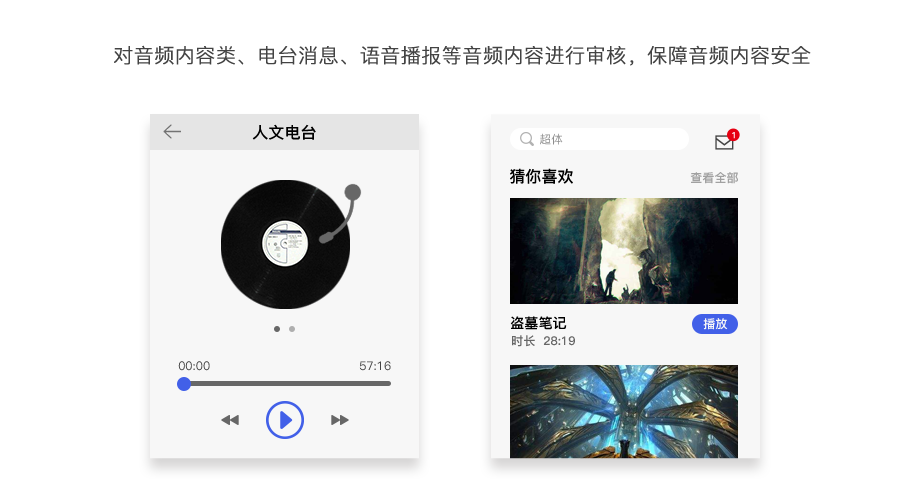 对音频内容类、电台消息、语音播报等音频内容进行审核，保障音频内容安全
人文电台
00:00
57:16
超体
1
猜你喜欢
查看全部
盗墓笔记
播放
时长 28:19